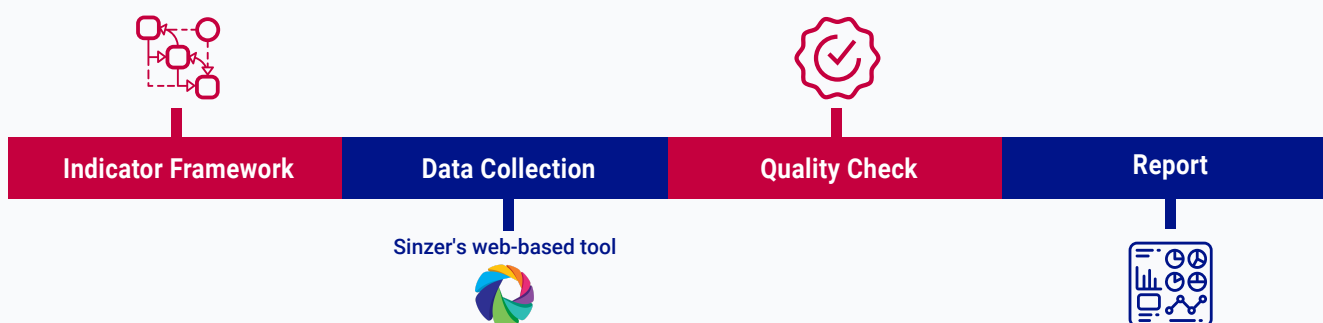 Indicator Framework
Data Collection
Quality Check
Report
Sinzer's web-based tool